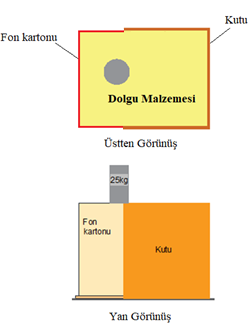 Kutu
Fon kartonu
Dolgu Malzemesi
Üstten Görünüş
25kg
Fon
kartonu
Kutu
Yan Görünüş